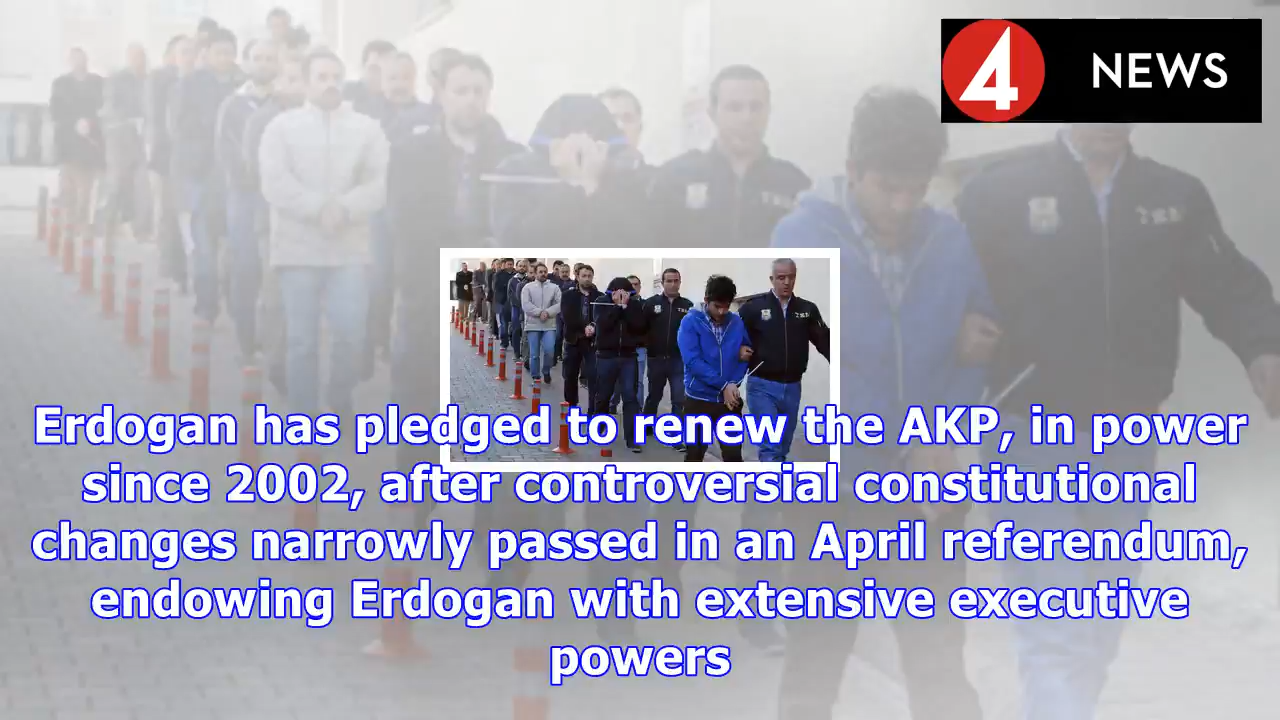 4 NEWS
Erdogan has pledged to renew the AKP, in power
since 2002, after controversial constitutional
changes narrowly passed in an April referendum,
endowing Erdogan with extensive executive
powers